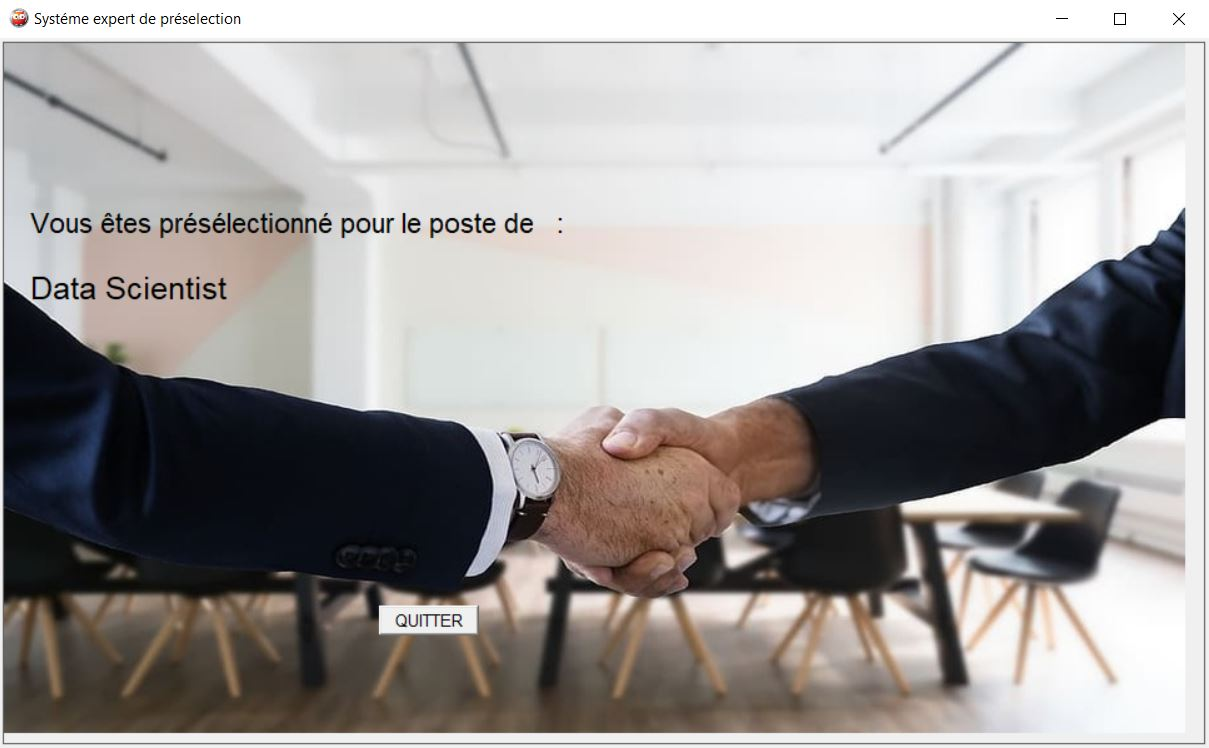 Systéme expert de préselection
Vous êtes présélectionné pour le poste de :
Data Scientist
QUITTER